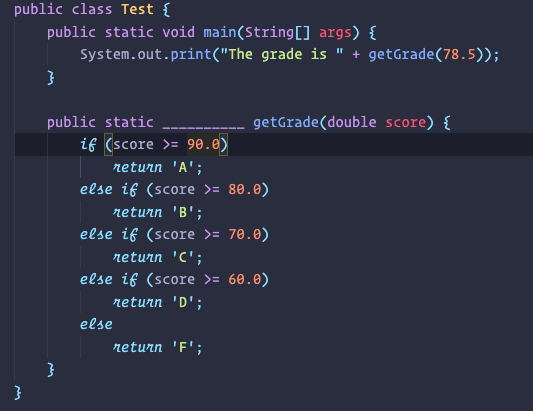 public class Test {
    public static void main(String[] args) {
        System.out.print("The grade is " + getGrade(78.5));
    }

    public static __________ getGrade(double score) {
        if (score >= 90.0)
            return 'A';
        else if (score >= 80.0)
            return 'B';
        else if (score >= 70.0)
            return 'C';
        else if (score >= 60.0)
            return 'D';
        else
            return 'F';
    }
}